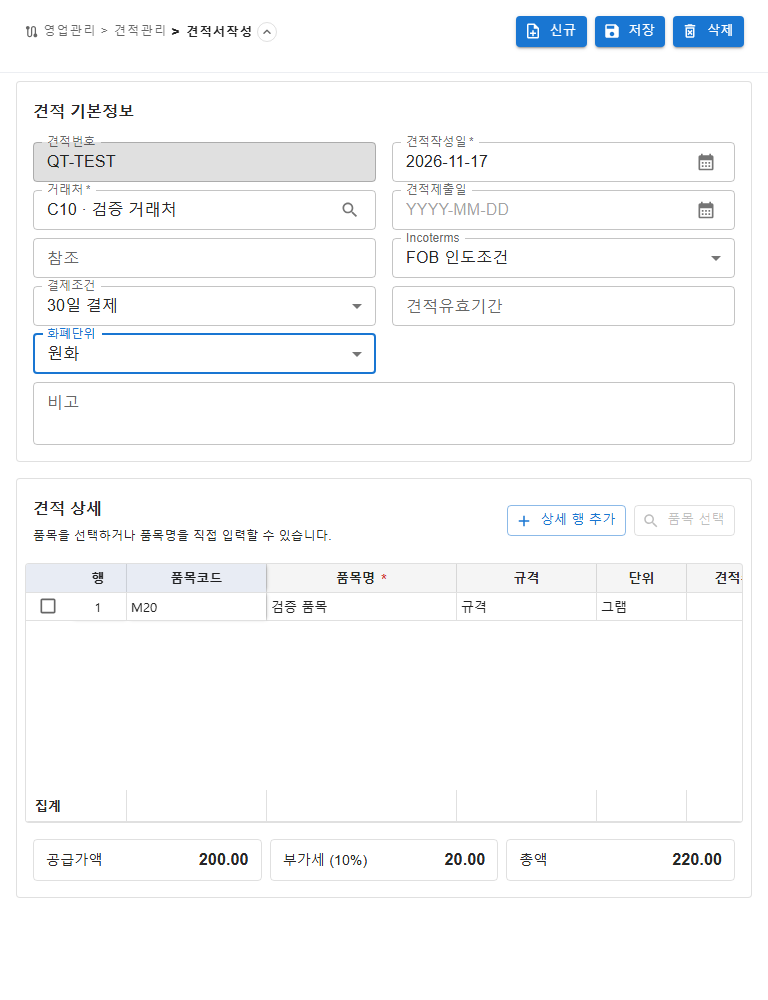 영업관리 > 견적관리 > 견적서작성
신규 저장 삭제
견적 기본정보
견적번호
QT-TEST
견적작성일 *
2026-11-17
거래처 *
C10 · 검증 거래처
견적제출일
YYYY-MM-DD
참조
Incoterms
FOB 인도조건
결제조건
30일 결제
견적유효기간
화폐단위
원화
비고
견적 상세
품목을 선택하거나 품목명을 직접 입력할 수 있습니다.
상세 행 추가 품목 선택
행 품목코드 품목명 * 규격 단위 견적
1 M20 검증 품목 규격 그램
집계
공급가액 200.00 부가세 (10%) 20.00 총액 220.00